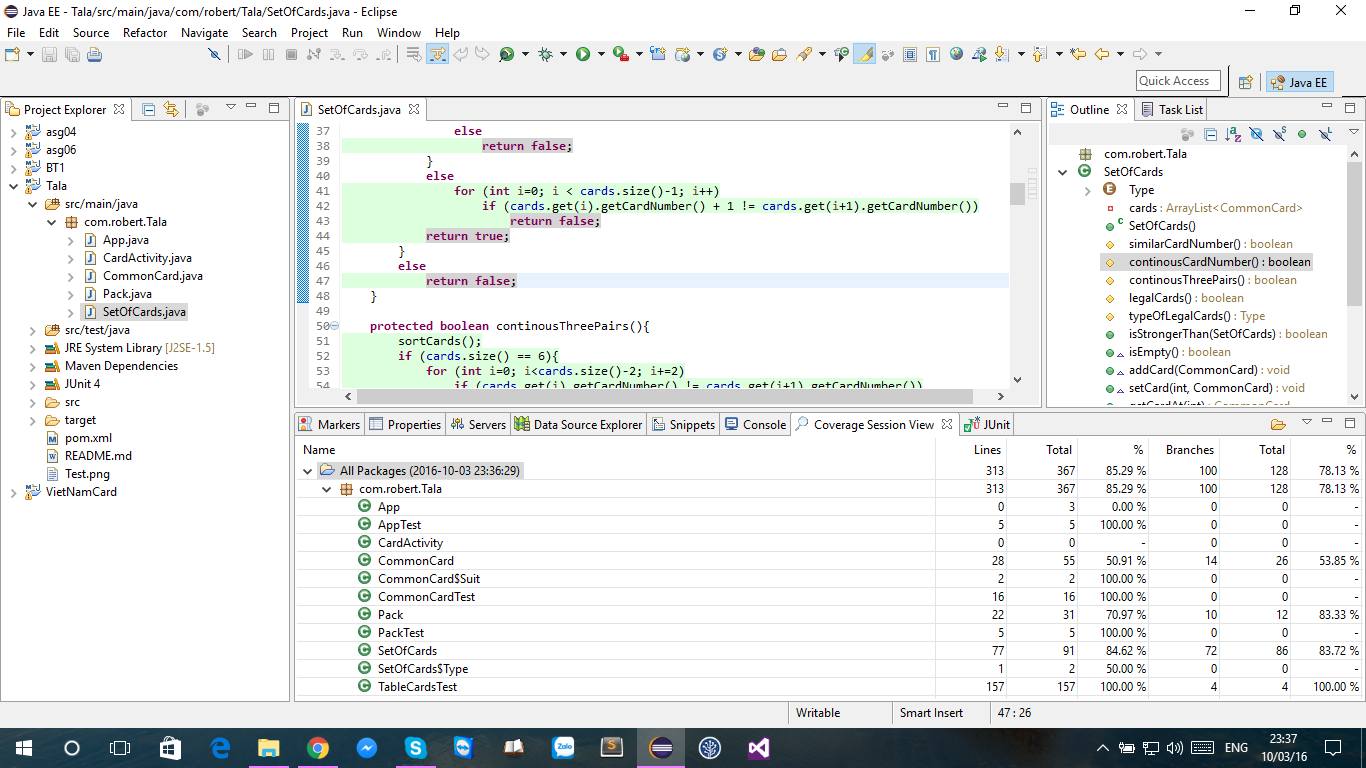 Java EE - Tala/src/main/java/com/robert/Tala/SetOfCards.java - Eclipse
File Edit Source Refactor Navigate Search Project Run Window Help
Quick Access
Java EE
Project Explorer
asg04
asg06
BT1
Tala
src/main/java
com.robert.Tala
App.java
CardActivity.java
CommonCard.java
Pack.java
SetOfCards.java
src/test/java
JRE System Library [J2SE-1.5]
Maven Dependencies
JUnit 4
src
target
pom.xml
README.md
Test.png
VietNamCard
SetOfCards.java
37 else
38 return false;
39 }
40 else
41 for (int i=0; i < cards.size()-1; i++)
42 if (cards.get(i).getCardNumber() + 1 != cards.get(i+1).getCardNumber())
43 return false;
44 return true;
45 }
46 else
47 return false;
48 }
49
50 protected boolean continousThreePairs(){
51 sortCards();
52 if (cards.size() == 6){
53 for (int i=0; i<cards.size()-2; i+=2)
54 if (cards.get(i).getCardNumber() != cards.get(i+1).getCardNumber())
Outline Task List
com.robert.Tala
SetOfCards
Type
cards : ArrayList<CommonCard>
SetOfCards()
similarCardNumber() : boolean
continousCardNumber() : boolean
continousThreePairs() : boolean
legalCards() : boolean
typeOfLegalCards() : Type
isStrongerThan(SetOfCards) : boolean
isEmpty() : boolean
addCard(CommonCard) : void
setCard(int, CommonCard) : void
getCardAt(int) : CommonCard
Markers Properties Servers Data Source Explorer Snippets Console Coverage Session View JUnit
Name Lines Total % Branches Total %
All Packages (2016-10-03 23:36:29) 313 367 85.29 % 100 128 78.13 %
com.robert.Tala 313 367 85.29 % 100 128 78.13 %
App 0 3 0.00 % 0 0 -
AppTest 5 5 100.00 % 0 0 -
CardActivity 0 0 - 0 0 -
CommonCard 28 55 50.91 % 14 26 53.85 %
CommonCard$Suit 2 2 100.00 % 0 0 -
CommonCardTest 16 16 100.00 % 0 0 -
Pack 22 31 70.97 % 10 12 83.33 %
PackTest 5 5 100.00 % 0 0 -
SetOfCards 77 91 84.62 % 72 86 83.72 %
SetOfCards$Type 1 2 50.00 % 0 0 -
TableCardsTest 157 157 100.00 % 4 4 100.00 %
Writable Smart Insert 47 : 26
Zalo
ENG
23:37
10/03/16